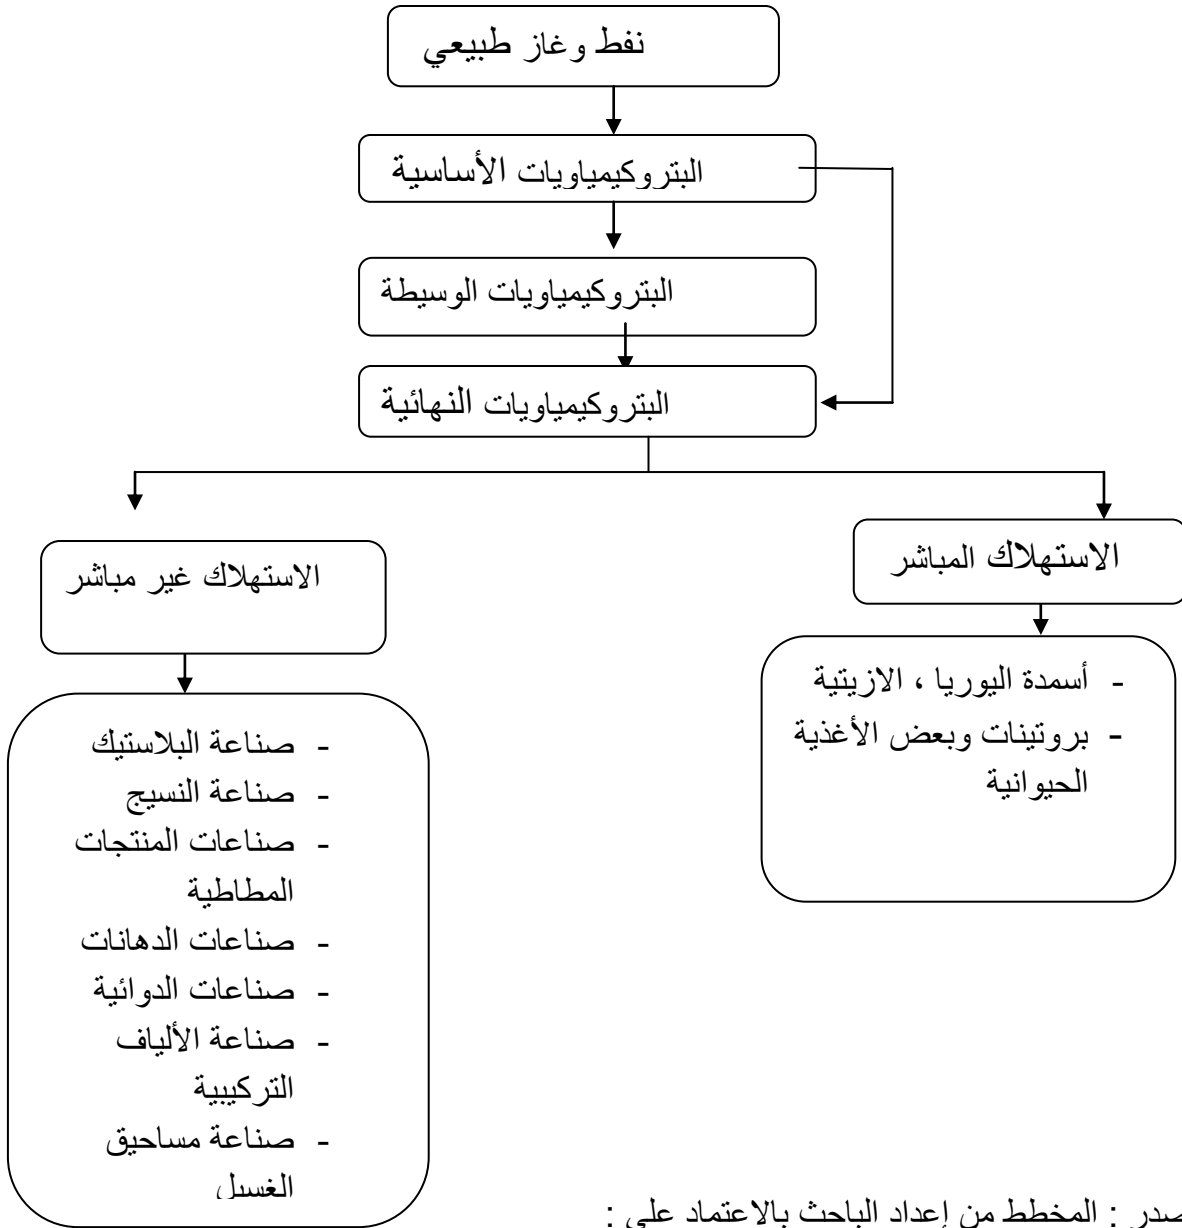 نفط وغاز طبيعي
البتروكيمياويات الأساسية
البتروكيمياويات الوسيطة
البتروكيمياويات النهائية
الاستهلاك المباشر
- أسمدة اليوريا ، الازيتية
- بروتينات وبعض الأغذية
الحيوانية
الاستهلاك غير مباشر
- صناعة البلاستيك
- صناعة النسيج
- صناعات المنتجات
المطاطية
- صناعات الدهانات
- صناعات الدوائية
- صناعة الألياف
التركيبية
- صناعة مساحيق
الغسيل
صدر : المخطط من إعداد الباحث بالاعتماد على :